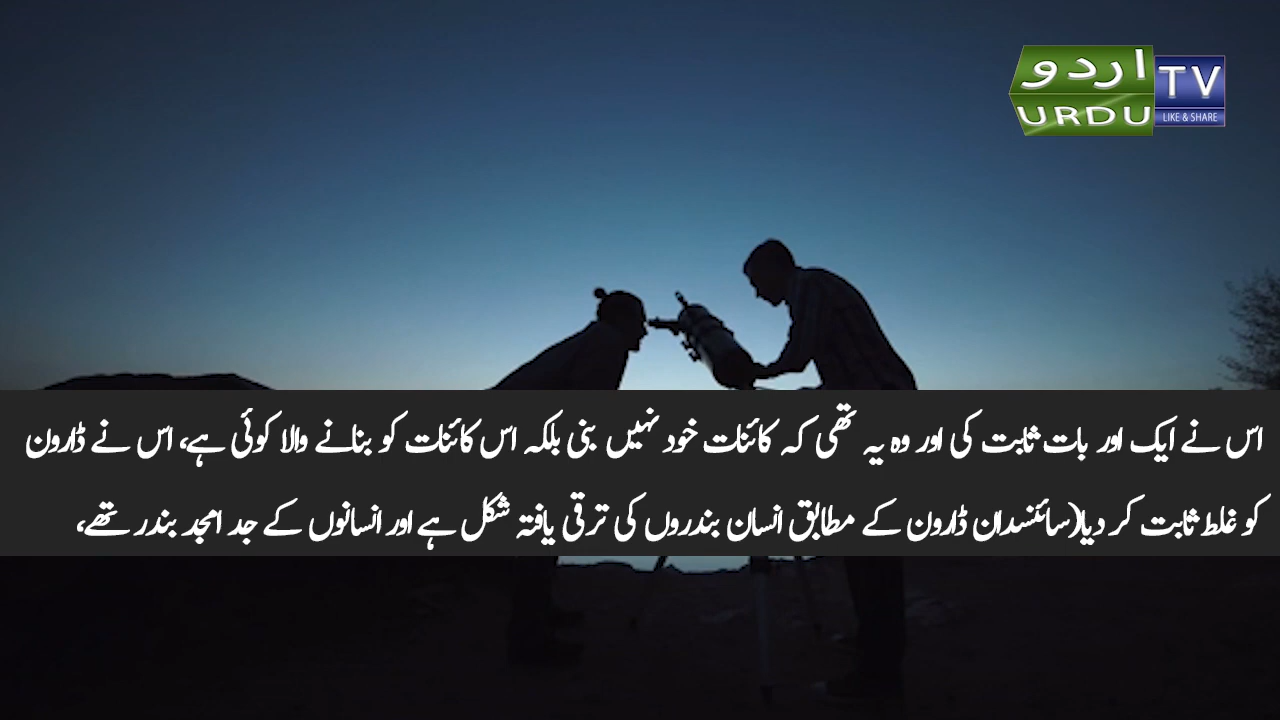 اردو
URDU
TV
LIKE & SHARE
اس نے ایک اور بات ثابت کی اور وہ یہ تھی کہ کائنات خود نہیں بنی بلکہ اس کائنات کو بنانے والا کوئی ہے، اس نے ڈارون
کو غلط ثابت کر دیا(سائنسدان ڈارون کے مطابق انسان بندروں کی ترقی یافتہ شکل ہے اور انسانوں کے جد امجد بندر تھے،